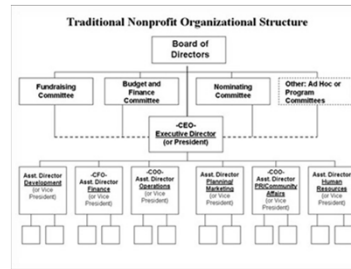 Traditional Nonprofit Organizational Structure
Board of
Directors
Fundraising
Committee
Budget and
Finance
Committee
Nominating
Committee
Other: Ad Hoc or
Program
Committees
-CEO-
Executive Director
(or President)
Asst. Director
Development
(or Vice
President)
-CFO-
Asst. Director
Finance
(or Vice
President)
-COO-
Asst. Director
Operations
(or Vice
President)
Asst. Director
Planning/
Marketing
(or Vice
President)
-COO-
Asst. Director
PR/Community
Affairs
(or Vice
President)
Asst. Director
Human
Resources
(or Vice
President)